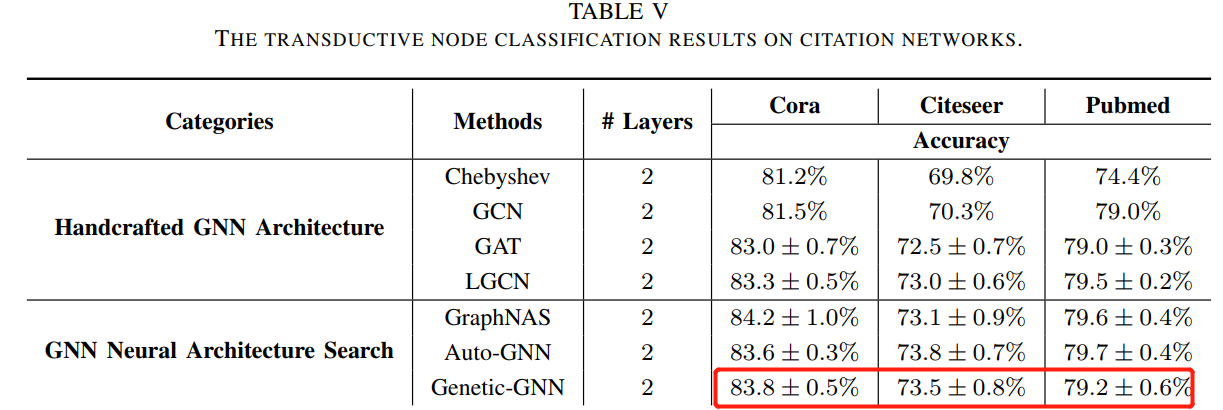 TABLE V
THE TRANSDUCTIVE NODE CLASSIFICATION RESULTS ON CITATION NETWORKS.
Categories Methods # Layers Cora Citeseer Pubmed
Accuracy
Handcrafted GNN Architecture
Chebyshev 2 81.2% 69.8% 74.4%
GCN 2 81.5% 70.3% 79.0%
GAT 2 83.0 ± 0.7% 72.5 ± 0.7% 79.0 ± 0.3%
LGCN 2 83.3 ± 0.5% 73.0 ± 0.6% 79.5 ± 0.2%
GNN Neural Architecture Search
GraphNAS 2 84.2 ± 1.0% 73.1 ± 0.9% 79.6 ± 0.4%
Auto-GNN 2 83.6 ± 0.3% 73.8 ± 0.7% 79.7 ± 0.4%
Genetic-GNN 2 83.8 ± 0.5% 73.5 ± 0.8% 79.2 ± 0.6%